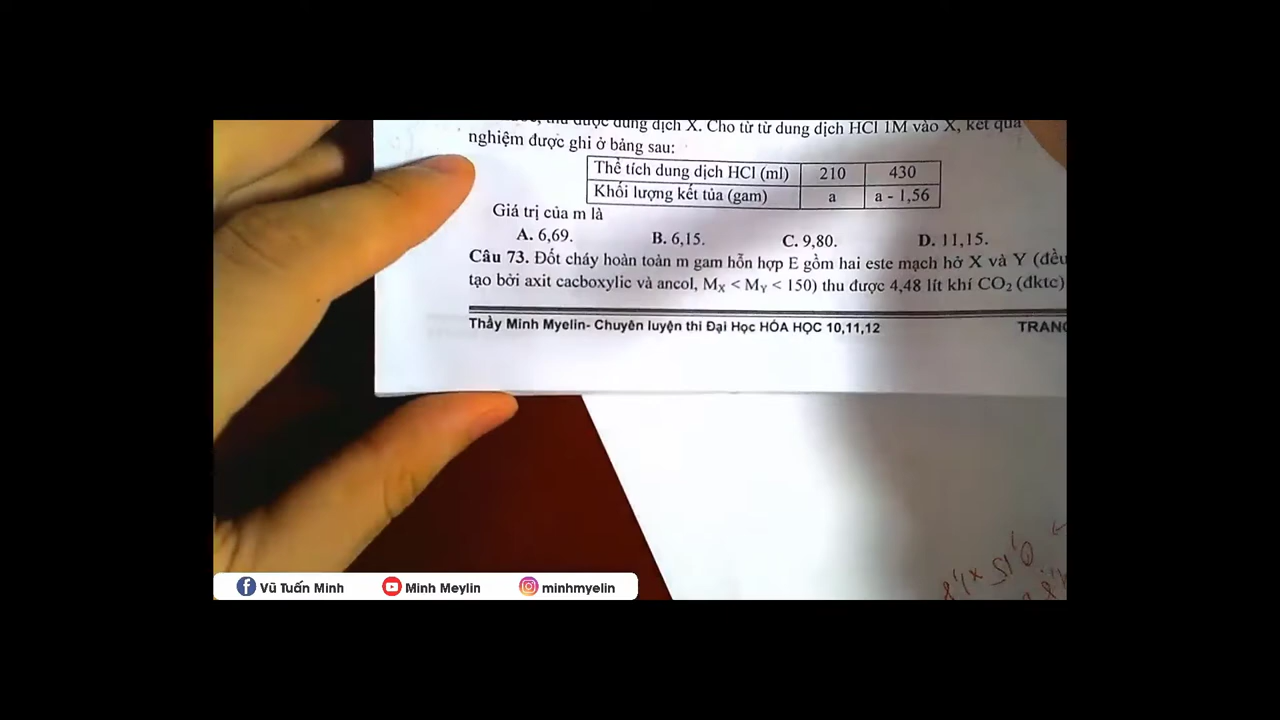 thu được dung dịch X. Cho từ từ dung dịch HCl 1M vào X, kết quả
nghiệm được ghi ở bảng sau:
Thể tích dung dịch HCl (ml) 210 430
Khối lượng kết tủa (gam) a a - 1,56
Giá trị của m là
A. 6,69. B. 6,15. C. 9,80. D. 11,15.
Câu 73. Đốt cháy hoàn toàn m gam hỗn hợp E gồm hai este mạch hở X và Y (đều
tạo bởi axit cacboxylic và ancol, Mₓ < Mᵧ < 150) thu được 4,48 lít khí CO₂ (đktc)
Thầy Minh Myelin- Chuyên luyện thi Đại Học HÓA HỌC 10,11,12 TRANG
0,15 x 1,8
Vũ Tuấn Minh Minh Meylin minhmyelin